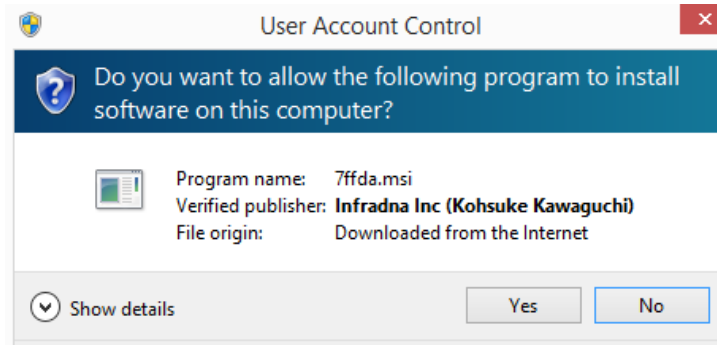 User Account Control
Do you want to allow the following program to install
software on this computer?
Program name: 7ffda.msi
Verified publisher: Infradna Inc (Kohsuke Kawaguchi)
File origin: Downloaded from the Internet
Show details Yes No